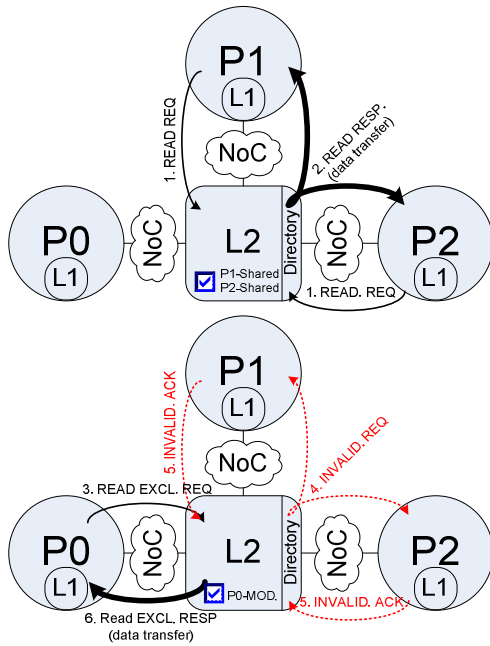 P1
L1
1. READ REQ
2. READ RESP.
(data transfer)
NoC
P0
L1
NoC
L2
Directory
P1-Shared
P2-Shared
NoC
P2
L1
1. READ. REQ
P1
L1
5. INVALID. ACK
4. INVALID. REQ
NoC
3. READ EXCL. REQ
P0
L1
NoC
L2
Directory
P0-MOD.
NoC
P2
L1
5. INVALID. ACK
6. Read EXCL. RESP
(data transfer)